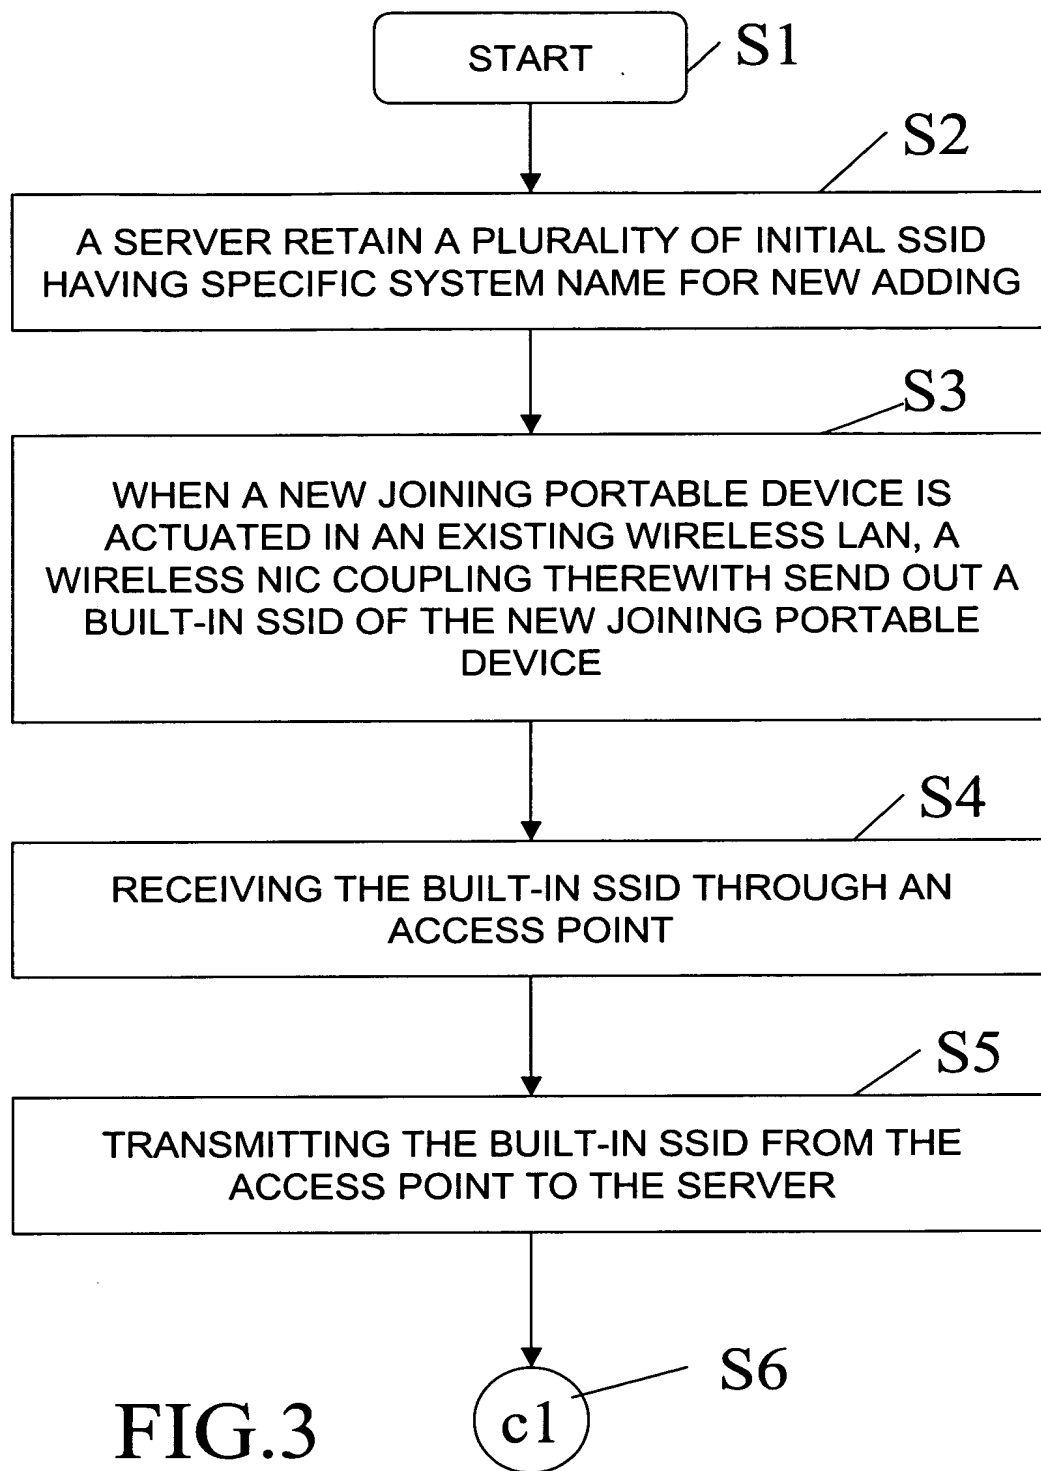 START
S1
S2
A SERVER RETAIN A PLURALITY OF INITIAL SSID
HAVING SPECIFIC SYSTEM NAME FOR NEW ADDING
S3
WHEN A NEW JOINING PORTABLE DEVICE IS
ACTUATED IN AN EXISTING WIRELESS LAN, A
WIRELESS NIC COUPLING THEREWITH SEND OUT A
BUILT-IN SSID OF THE NEW JOINING PORTABLE
DEVICE
S4
RECEIVING THE BUILT-IN SSID THROUGH AN
ACCESS POINT
S5
TRANSMITTING THE BUILT-IN SSID FROM THE
ACCESS POINT TO THE SERVER
S6
c1
FIG.3